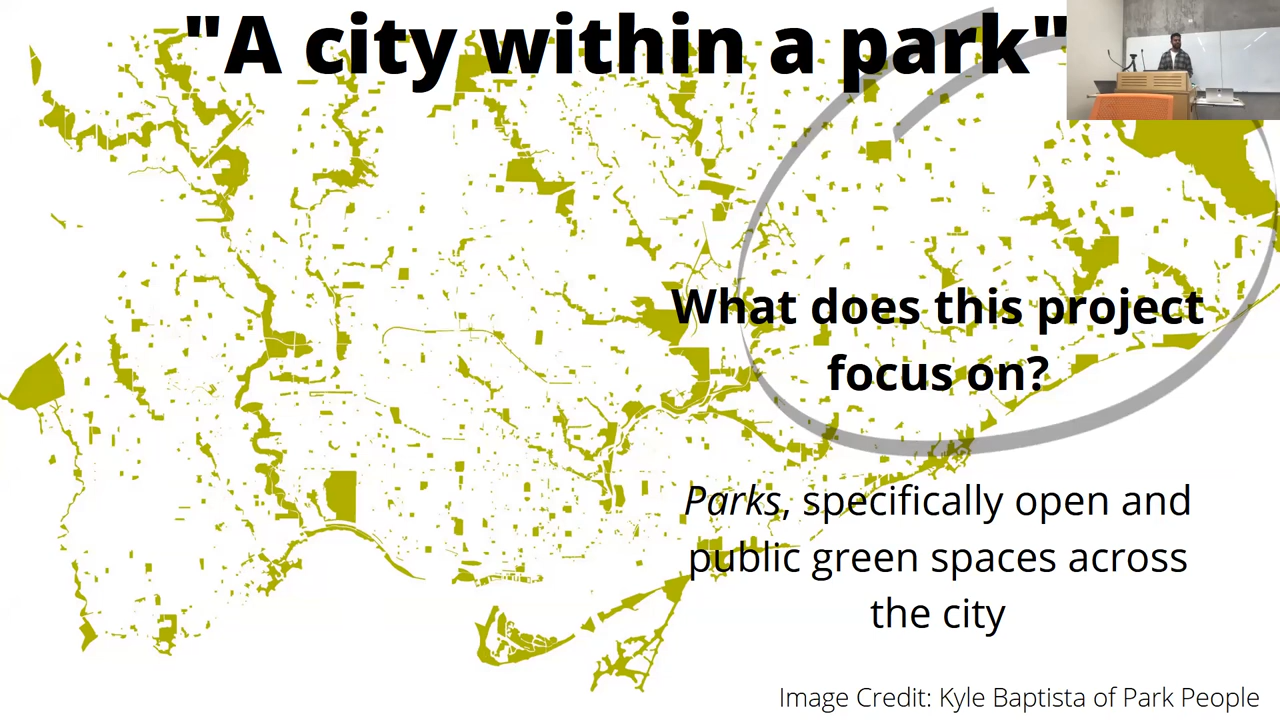 "A city within a park"
What does this project
focus on?
Parks, specifically open and
public green spaces across
the city
Image Credit: Kyle Baptista of Park People